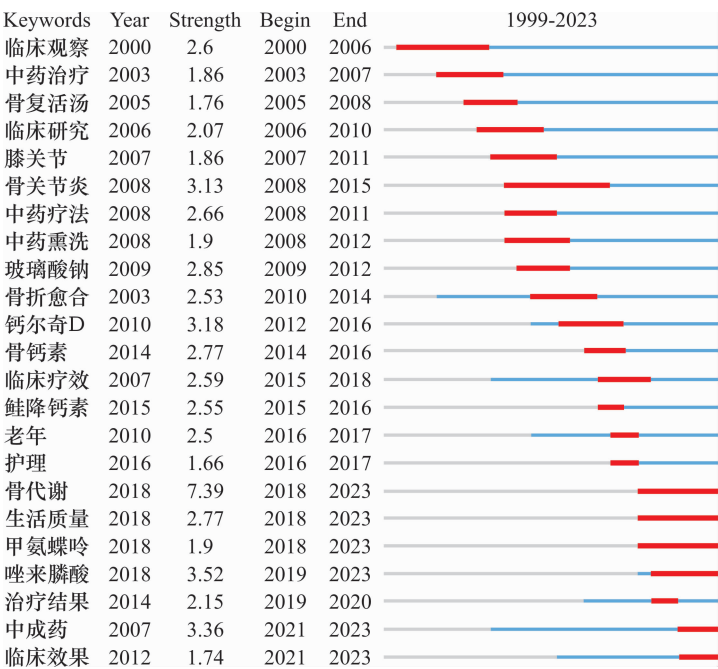 Keywords Year Strength Begin End 1999-2023
临床观察 2000 2.6 2000 2006
中药治疗 2003 1.86 2003 2007
骨复活汤 2005 1.76 2005 2008
临床研究 2006 2.07 2006 2010
膝关节 2007 1.86 2007 2011
骨关节炎 2008 3.13 2008 2015
中药疗法 2008 2.66 2008 2011
中药熏洗 2008 1.9 2008 2012
玻璃酸钠 2009 2.85 2009 2012
骨折愈合 2003 2.53 2010 2014
钙尔奇D 2010 3.18 2012 2016
骨钙素 2014 2.77 2014 2016
临床疗效 2007 2.59 2015 2018
鲑降钙素 2015 2.55 2015 2016
老年 2010 2.5 2016 2017
护理 2016 1.66 2016 2017
骨代谢 2018 7.39 2018 2023
生活质量 2018 2.77 2018 2023
甲氨蝶呤 2018 1.9 2018 2023
唑来膦酸 2018 3.52 2019 2023
治疗结果 2014 2.15 2019 2020
中成药 2007 3.36 2021 2023
临床效果 2012 1.74 2021 2023